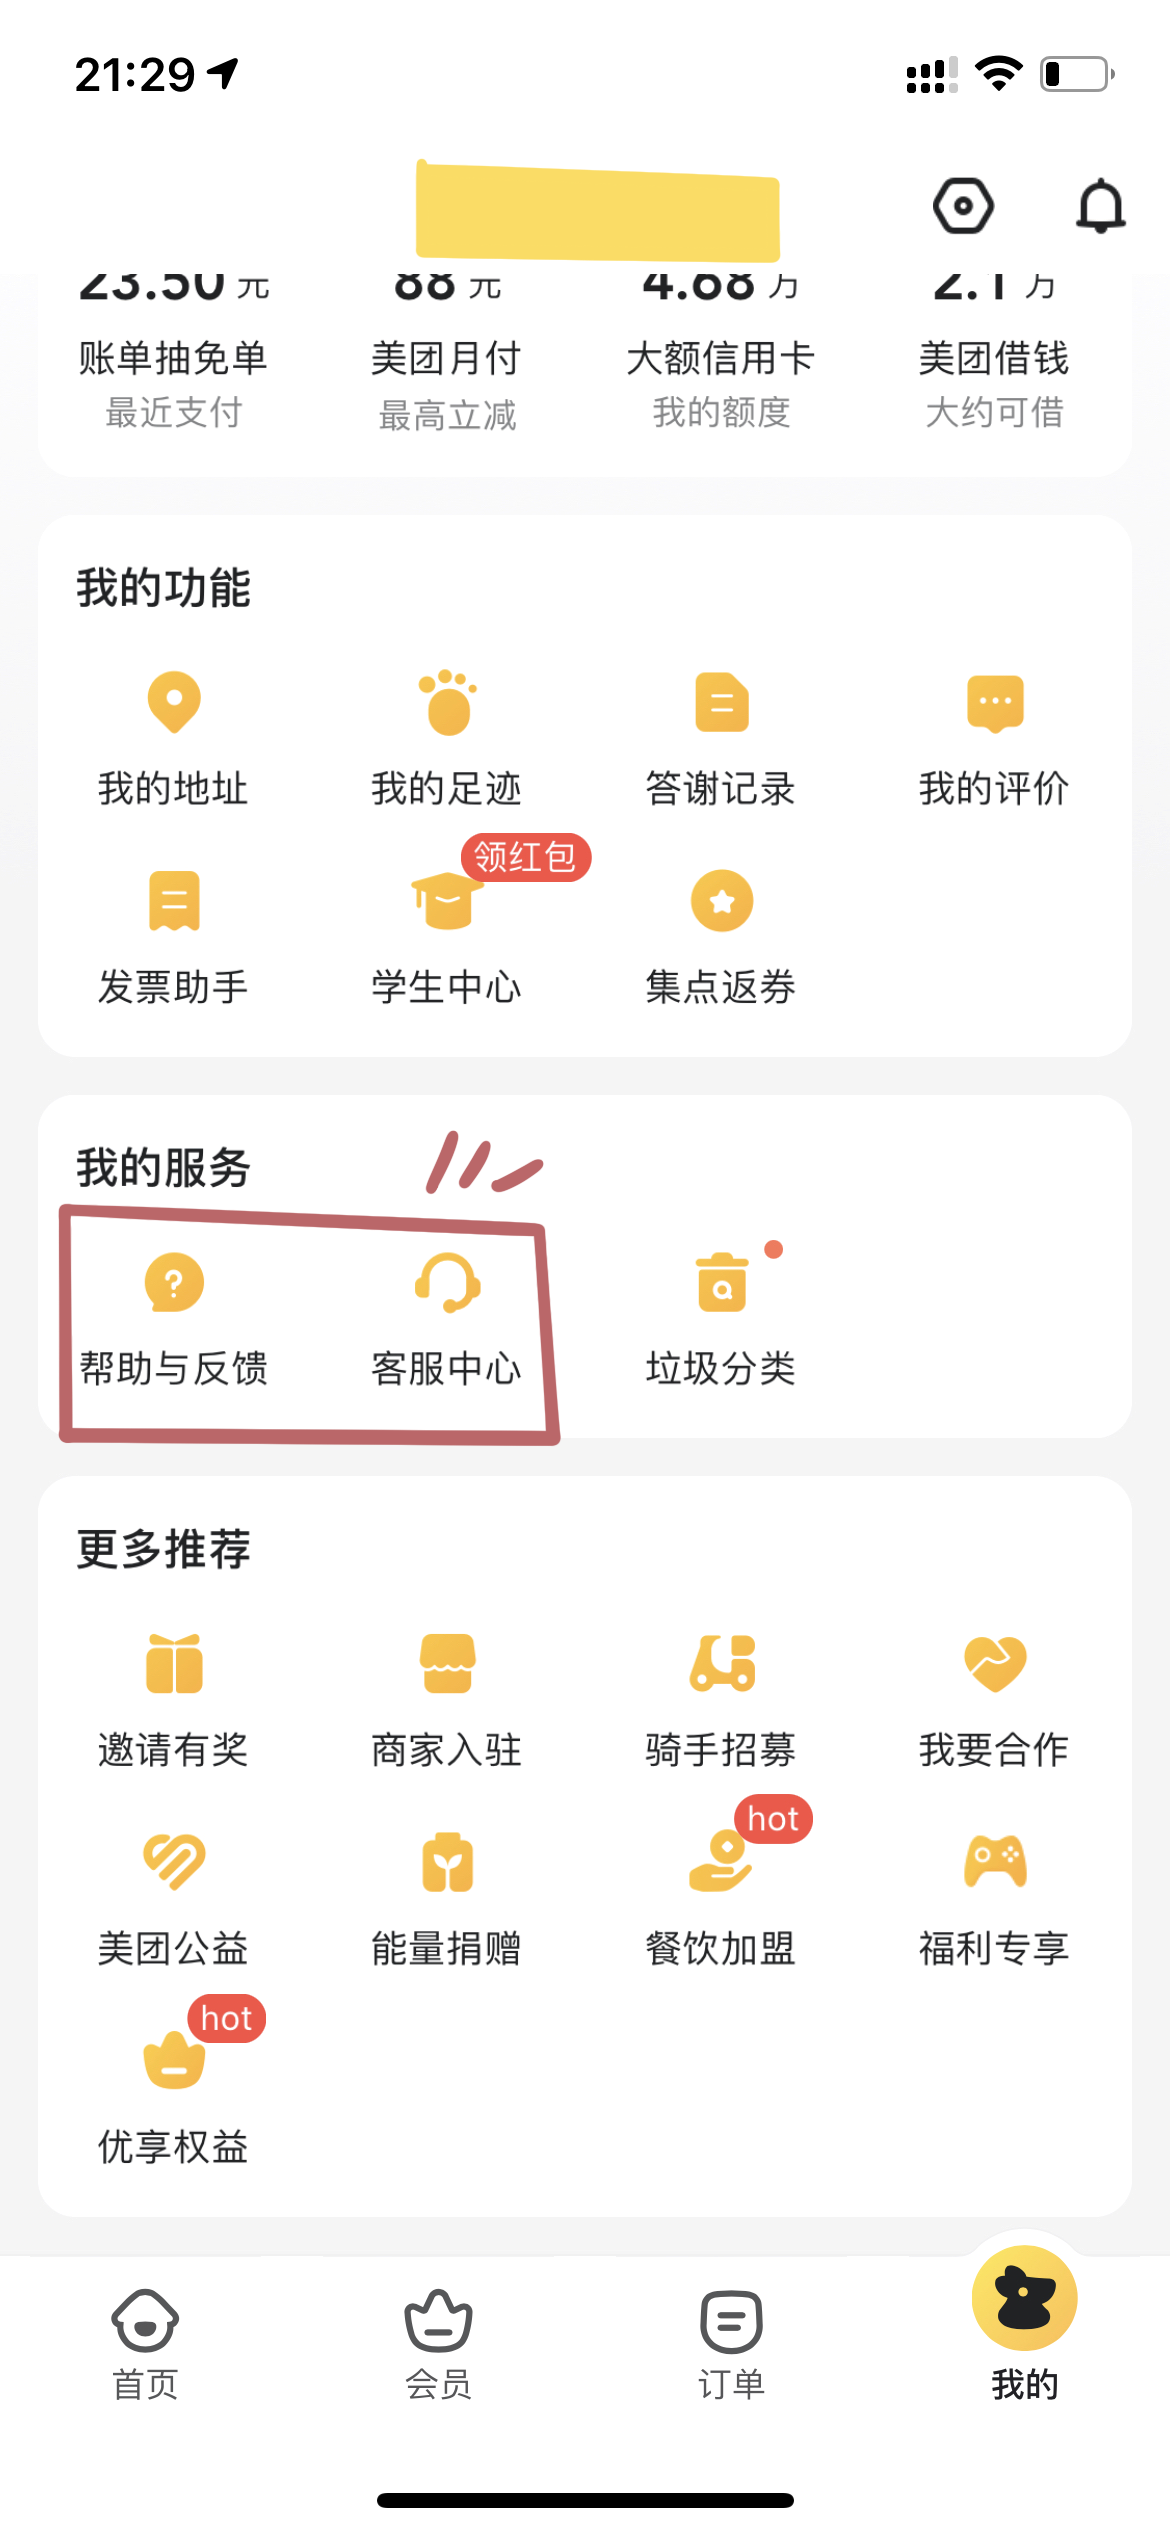 21:29
23.50元 88元 4.68万 2.1万
账单抽免单 美团月付 大额信用卡 美团借钱
最近支付 最高立减 我的额度 大约可借
我的功能
我的地址 我的足迹 答谢记录 我的评价
领红包
发票助手 学生中心 集点返券
我的服务
帮助与反馈 客服中心 垃圾分类
更多推荐
邀请有奖 商家入驻 骑手招募 我要合作
hot
美团公益 能量捐赠 餐饮加盟 福利专享
hot
优享权益
首页 会员 订单 我的